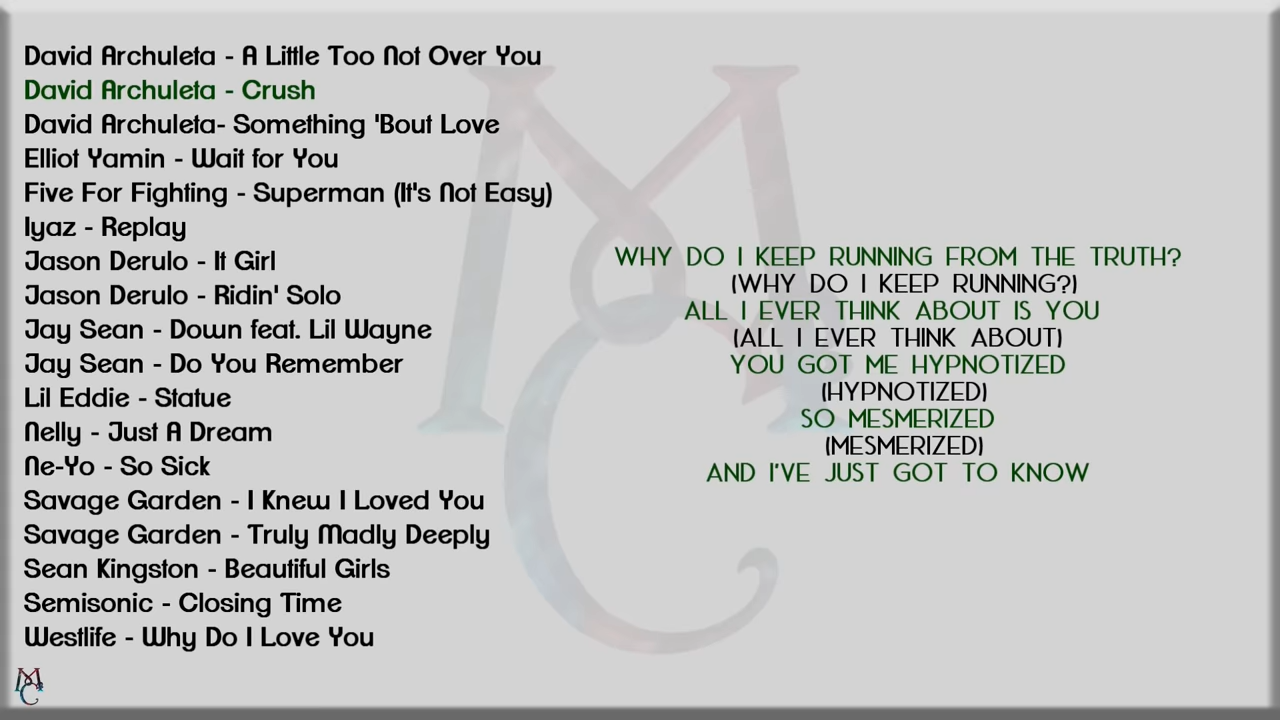 David Archuleta - A Little Too Not Over You
David Archuleta - Crush
David Archuleta- Something 'Bout Love
Elliot Yamin - Wait for You
Five For Fighting - Superman (It's Not Easy)
Iyaz - Replay
Jason Derulo - It Girl
Jason Derulo - Ridin' Solo
Jay Sean - Down feat. Lil Wayne
Jay Sean - Do You Remember
Lil Eddie - Statue
Nelly - Just A Dream
Ne-Yo - So Sick
Savage Garden - I Knew I Loved You
Savage Garden - Truly Madly Deeply
Sean Kingston - Beautiful Girls
Semisonic - Closing Time
Westlife - Why Do I Love You
WHY DO I KEEP RUNNING FROM THE TRUTH?
(WHY DO I KEEP RUNNING?)
ALL I EVER THINK ABOUT IS YOU
(ALL I EVER THINK ABOUT)
YOU GOT ME HYPNOTIZED
(HYPNOTIZED)
SO MESMERIZED
(MESMERIZED)
AND I'VE JUST GOT TO KNOW
MC
MC